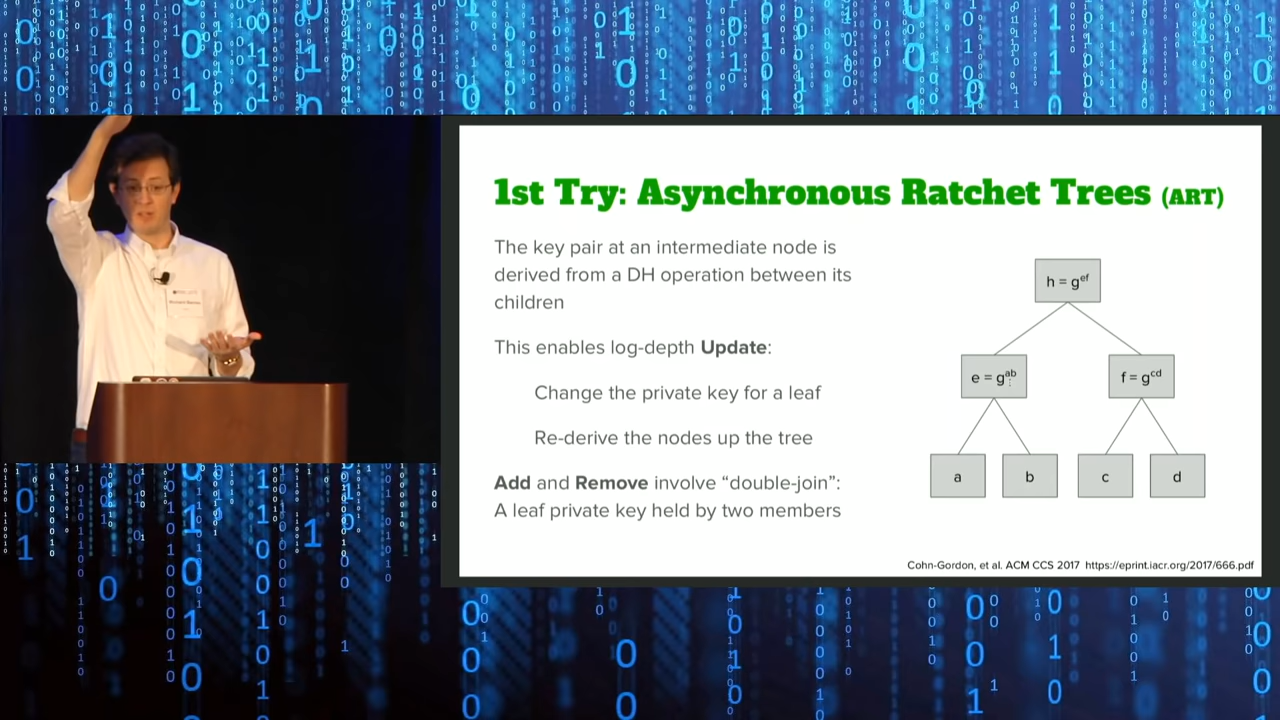 1st Try: Asynchronous Ratchet Trees (ART)
The key pair at an intermediate node is
derived from a DH operation between its
children
This enables log-depth Update:
Change the private key for a leaf
Re-derive the nodes up the tree
Add and Remove involve “double-join”:
A leaf private key held by two members
h = g^ef
e = g^ab
f = g^cd
a
b
c
d
Cohn-Gordon, et al. ACM CCS 2017 https://eprint.iacr.org/2017/666.pdf